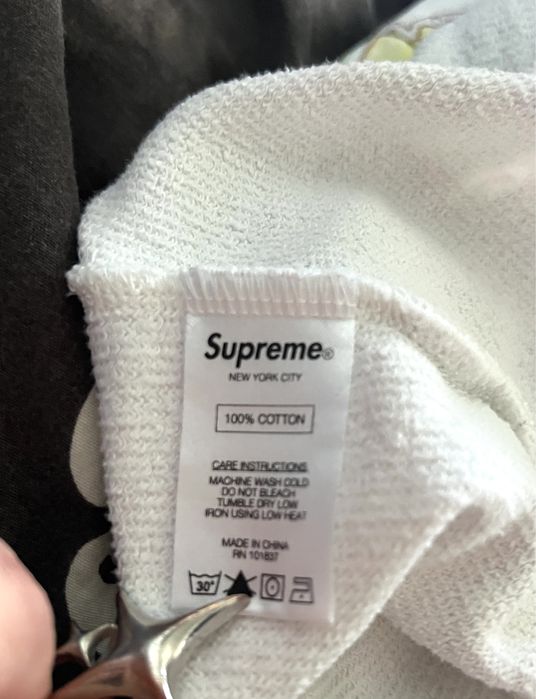 Supreme®
NEW YORK CITY
100% COTTON
CARE INSTRUCTIONS
MACHINE WASH COLD
DO NOT BLEACH
TUMBLE DRY LOW
IRON USING LOW HEAT
MADE IN CHINA
RN 101837
30°